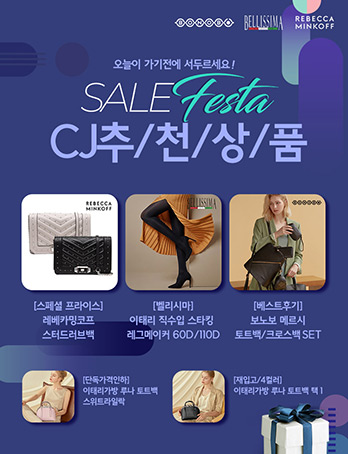 BONOBO
BELLISSIMA
REBECCA
MINKOFF
오늘이 가기전에 서두르세요!
SALE Festa
CJ추/천/상/품
REBECCA
MINKOFF
BELLISSIMA
BONOBO
[스페셜 프라이스]
레베카밍코프
스터드러브백
[벨리시마]
이태리 직수입 스타킹
레그메이커 60D/110D
[베스트후기]
보노보 메르시
토트백/크로스백 SET
[단독가격인하]
이태리가방 루나 토트백
스위트라일락
[재입고/4컬러]
이태리가방 루나 토트백 택 1